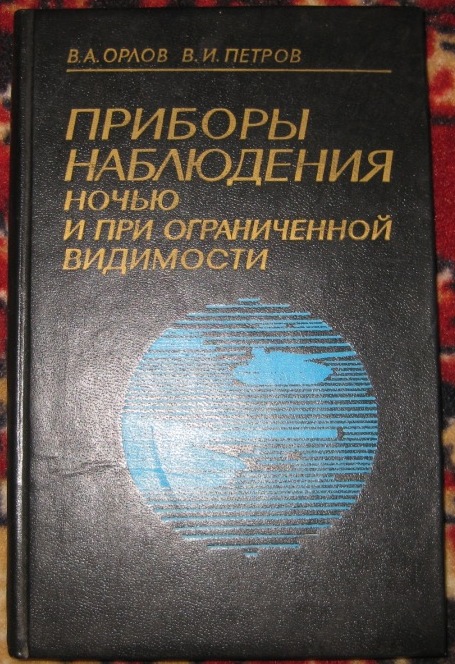 В.А. ОРЛОВ В.И. ПЕТРОВ
ПРИБОРЫ
НАБЛЮДЕНИЯ
НОЧЬЮ
И ПРИ ОГРАНИЧЕННОЙ
ВИДИМОСТИ